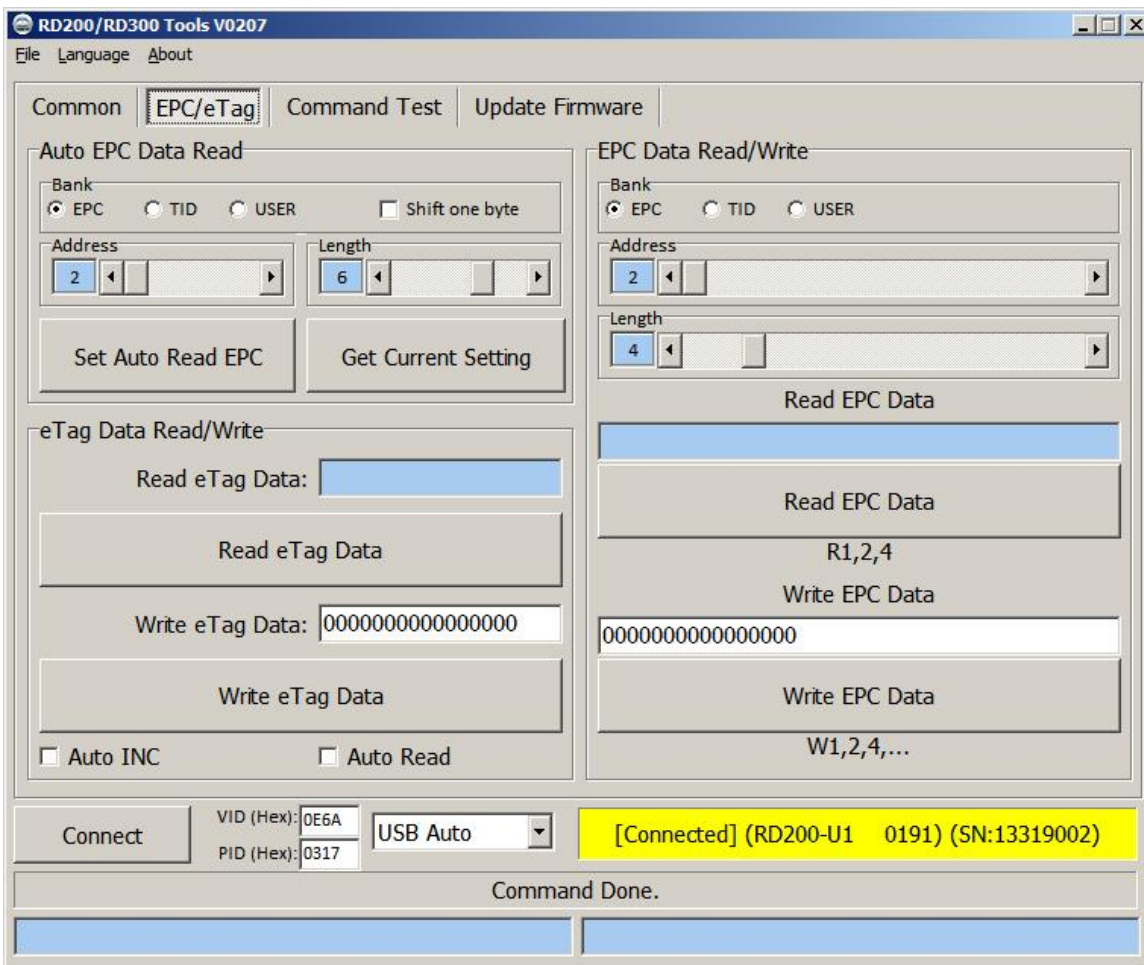 RD200/RD300 Tools V0207
File Language About
Common EPC/eTag Command Test Update Firmware
Auto EPC Data Read
Bank
EPC TID USER Shift one byte
Address Length
2 6
Set Auto Read EPC Get Current Setting
eTag Data Read/Write
Read eTag Data:
Read eTag Data
Write eTag Data: 0000000000000000
Write eTag Data
Auto INC Auto Read
EPC Data Read/Write
Bank
EPC TID USER
Address
2
Length
4
Read EPC Data
Read EPC Data
R1,2,4
Write EPC Data
0000000000000000
Write EPC Data
W1,2,4,...
Connect VID (Hex): 0E6A USB Auto [Connected] (RD200-U1 0191) (SN:13319002)
PID (Hex): 0317
Command Done.